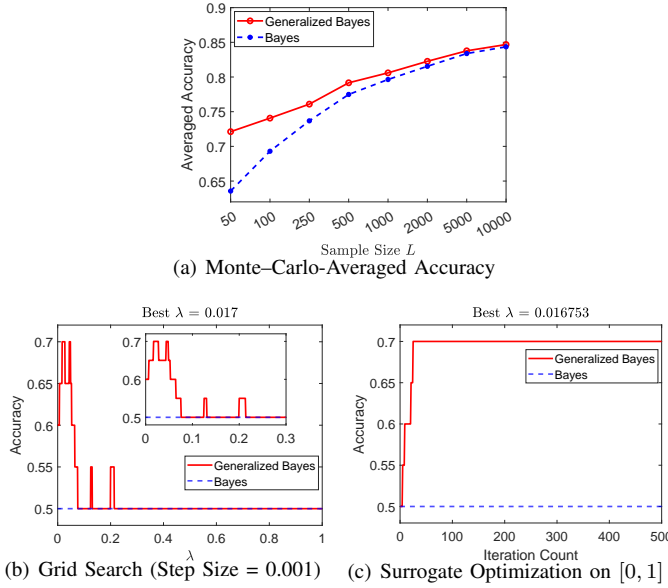 0.9
0.85
0.8
0.75
0.7
0.65
Averaged Accuracy
Generalized Bayes
Bayes
50 100 250 500 1000 2000 5000 10000
Sample Size L
(a) Monte–Carlo-Averaged Accuracy
Best λ = 0.017
0.7
0.65
0.6
0.55
0.5
Accuracy
0.7
0.6
0.5
0 0.1 0.2 0.3
Generalized Bayes
Bayes
0 0.2 0.4 0.6 0.8 1
λ
(b) Grid Search (Step Size = 0.001)
Best λ = 0.016753
0.7
0.65
0.6
0.55
0.5
Accuracy
Generalized Bayes
Bayes
0 100 200 300 400 500
Iteration Count
(c) Surrogate Optimization on [0, 1]